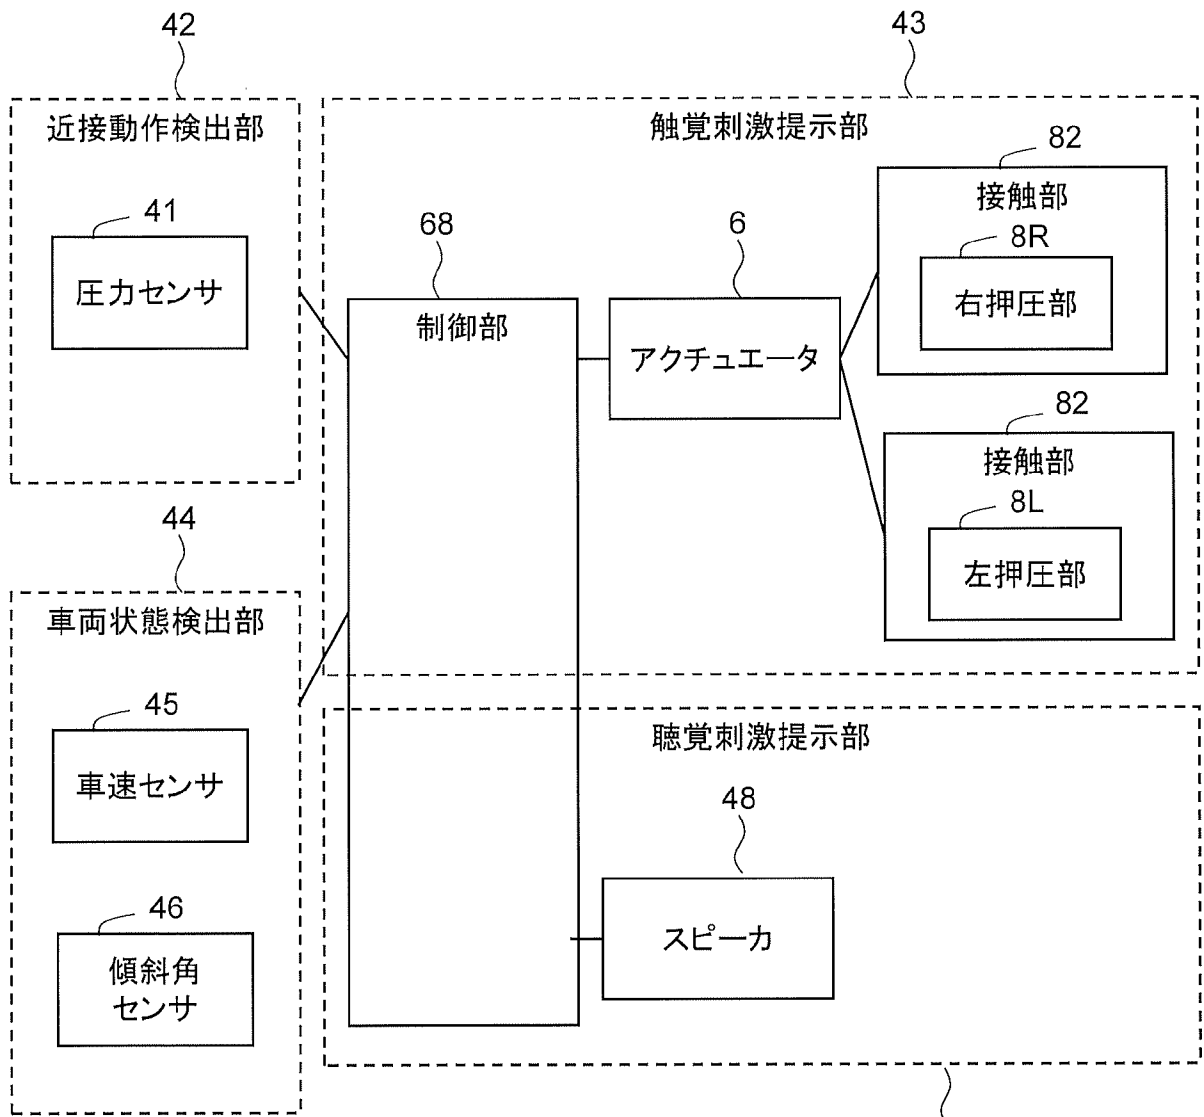 42
43
近接動作検出部
触覚刺激提示部
82
接触部
41
68
6
8R
圧力センサ
制御部
アクチュエータ
右押圧部
82
接触部
44
8L
左押圧部
車両状態検出部
45
聴覚刺激提示部
車速センサ
48
46
スピーカ
傾斜角
センサ